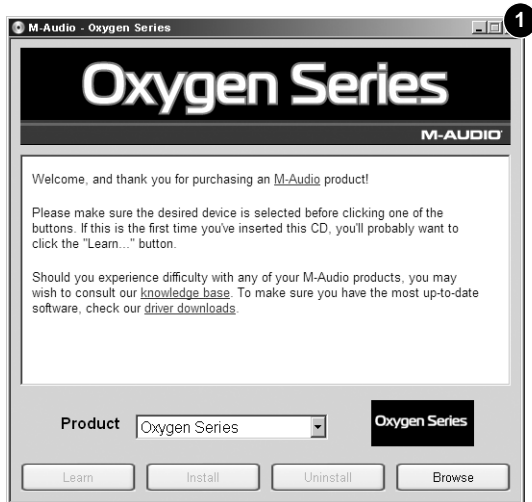 1
M-Audio - Oxygen Series
Oxygen Series
M-AUDIO
Welcome, and thank you for purchasing an M-Audio product!
Please make sure the desired device is selected before clicking one of the
buttons. If this is the first time you've inserted this CD, you'll probably want to
click the "Learn..." button.
Should you experience difficulty with any of your M-Audio products, you may
wish to consult our knowledge base. To make sure you have the most up-to-date
software, check our driver downloads.
Product Oxygen Series Oxygen Series
Learn Install Uninstall Browse